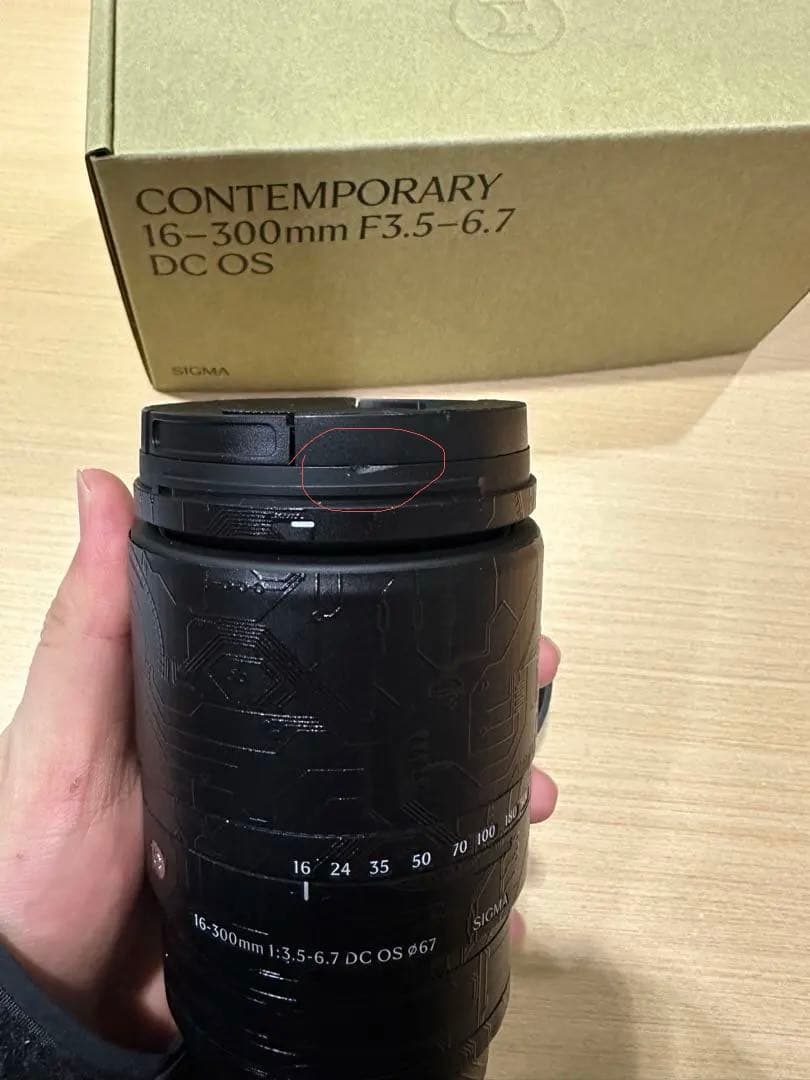 CONTEMPORARY
16–300mm F3.5–6.7
DC OS
SIGMA
16 24 35 50 70 100 180
16-300mm 1:3.5-6.7 DC OS ø67
SIGMA